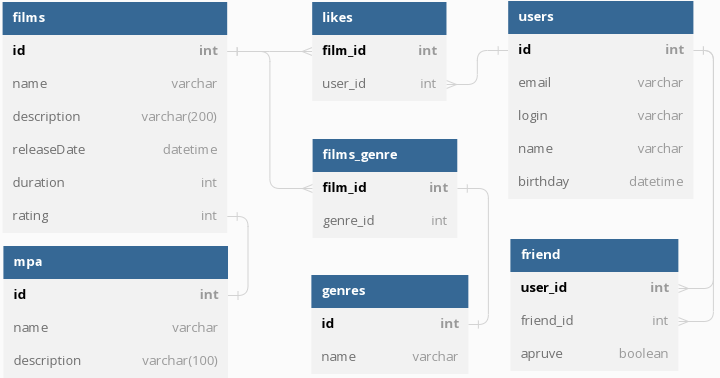 films
id int
name varchar
description varchar(200)
releaseDate datetime
duration int
rating int
mpa
id int
name varchar
description varchar(100)
likes
film_id int
user_id int
films_genre
film_id int
genre_id int
genres
id int
name varchar
users
id int
email varchar
login varchar
name varchar
birthday datetime
friend
user_id int
friend_id int
apruve boolean